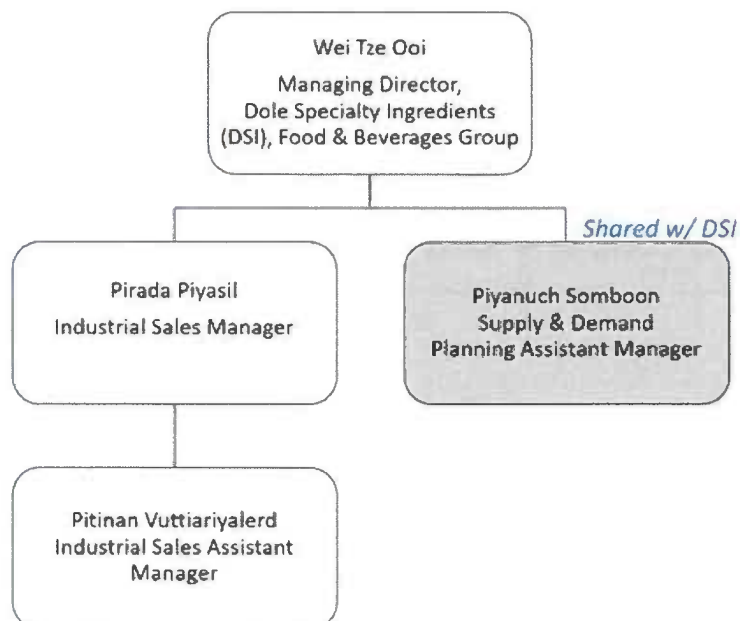 Wei Tze Ooi
Managing Director,
Dole Specialty Ingredients
(DSI), Food & Beverages Group
Shared w/ DSI
Pirada Piyasil
Industrial Sales Manager
Piyanuch Somboon
Supply & Demand
Planning Assistant Manager
Pitinan Vuttiariyalerd
Industrial Sales Assistant
Manager